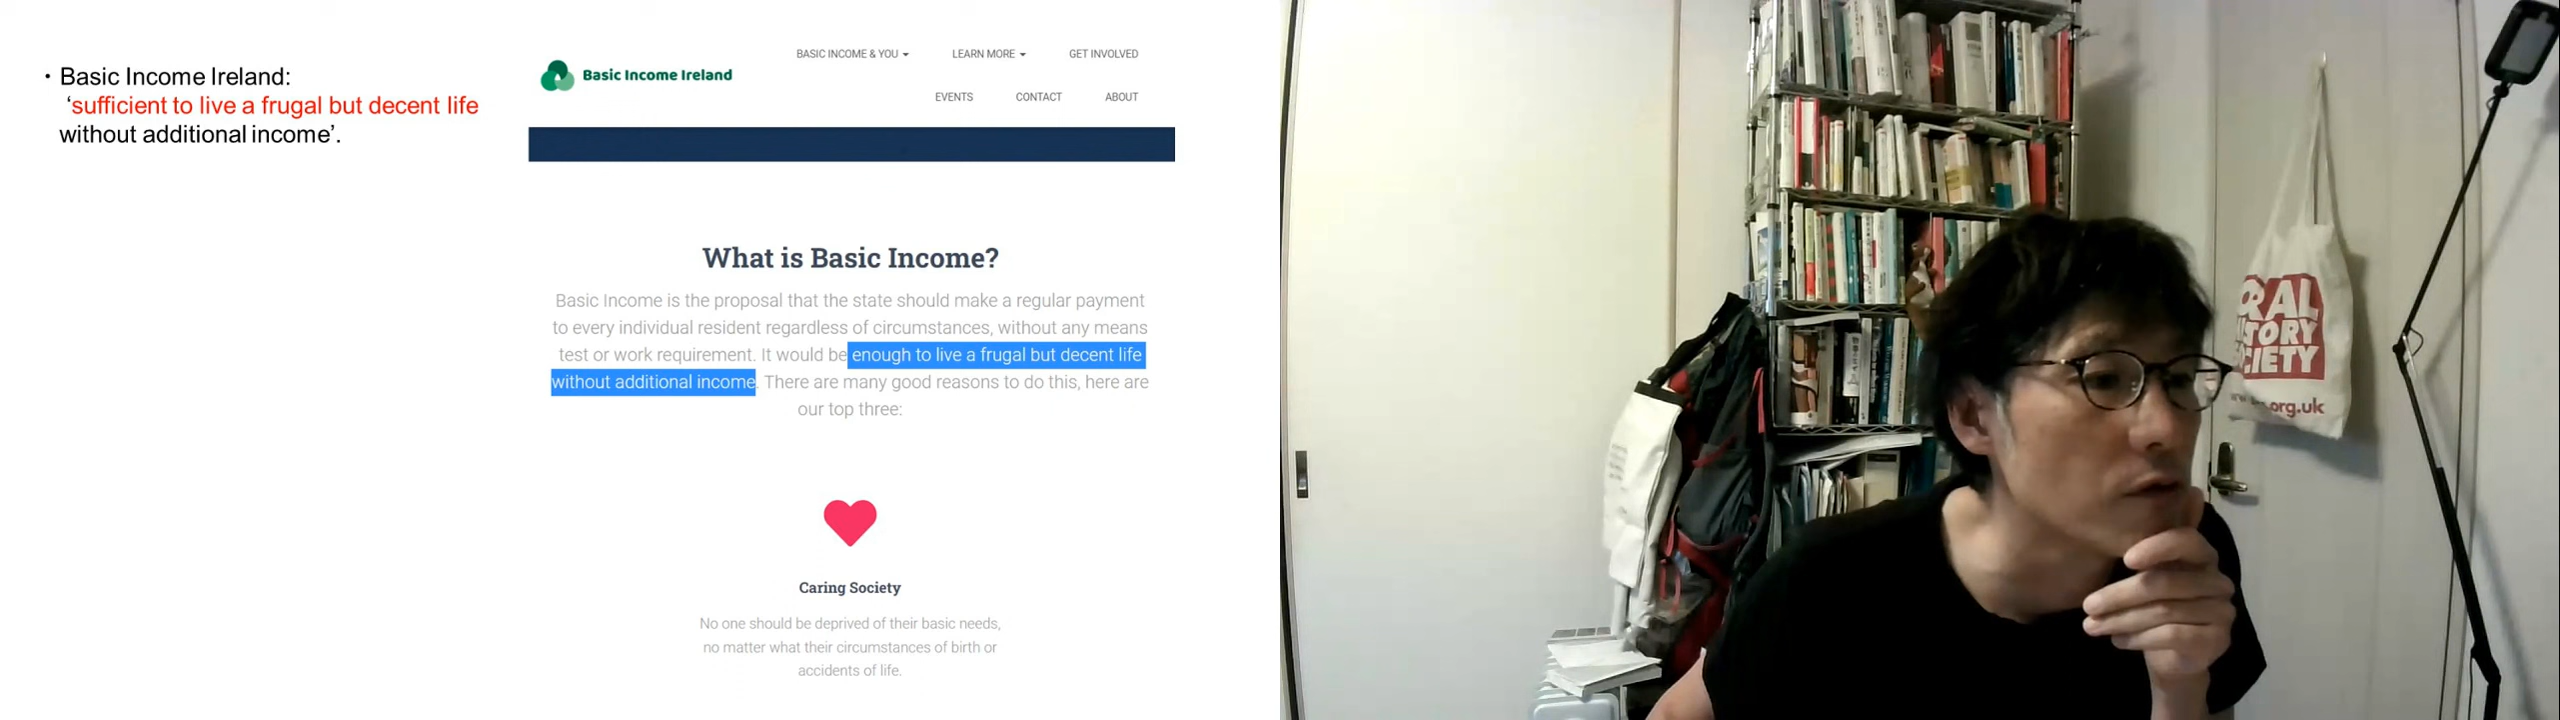 ・Basic Income Ireland:
‘sufficient to live a frugal but decent life
without additional income’.
Basic Income Ireland
BASIC INCOME & YOU
LEARN MORE
GET INVOLVED
EVENTS
CONTACT
ABOUT
What is Basic Income?
Basic Income is the proposal that the state should make a regular payment
to every individual resident regardless of circumstances, without any means
test or work requirement. It would be enough to live a frugal but decent life
without additional income. There are many good reasons to do this, here are
our top three:
Caring Society
No one should be deprived of their basic needs,
no matter what their circumstances of birth or
accidents of life.
RAL
TORY
CIETY
.org.uk